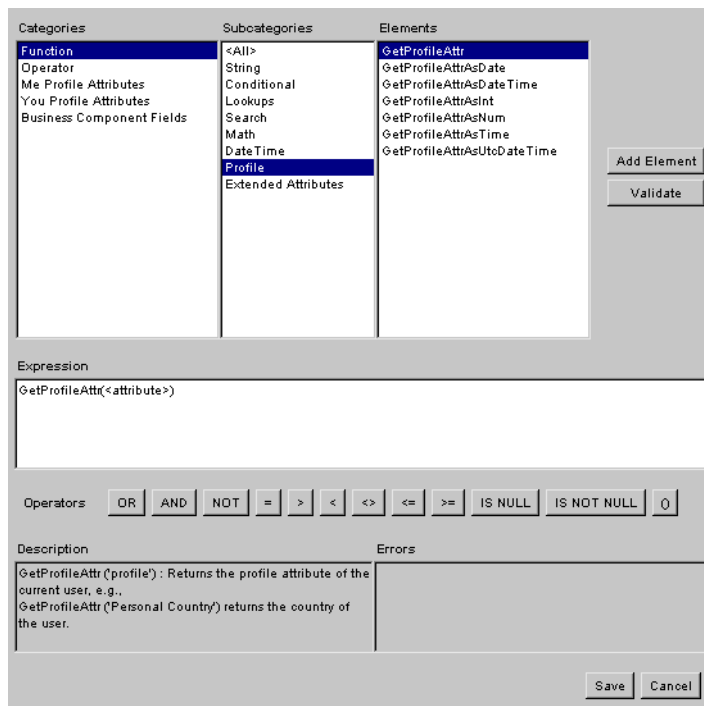 Categories
Subcategories
Elements
Function
Operator
Me Profile Attributes
You Profile Attributes
Business Component Fields
<All>
String
Conditional
Lookups
Search
Math
DateTime
Profile
Extended Attributes
GetProfileAttr
GetProfileAttrAsDate
GetProfileAttrAsDateTime
GetProfileAttrAsInt
GetProfileAttrAsNum
GetProfileAttrAsTime
GetProfileAttrAsUtcDateTime
Add Element
Validate
Expression
GetProfileAttr(<attribute>)
Operators
OR
AND
NOT
=
>
<
<>
<=
>=
IS NULL
IS NOT NULL
()
Description
GetProfileAttr ('profile') : Returns the profile attribute of the
current user, e.g.,
GetProfileAttr ('Personal Country') returns the country of
the user.
Errors
Save
Cancel